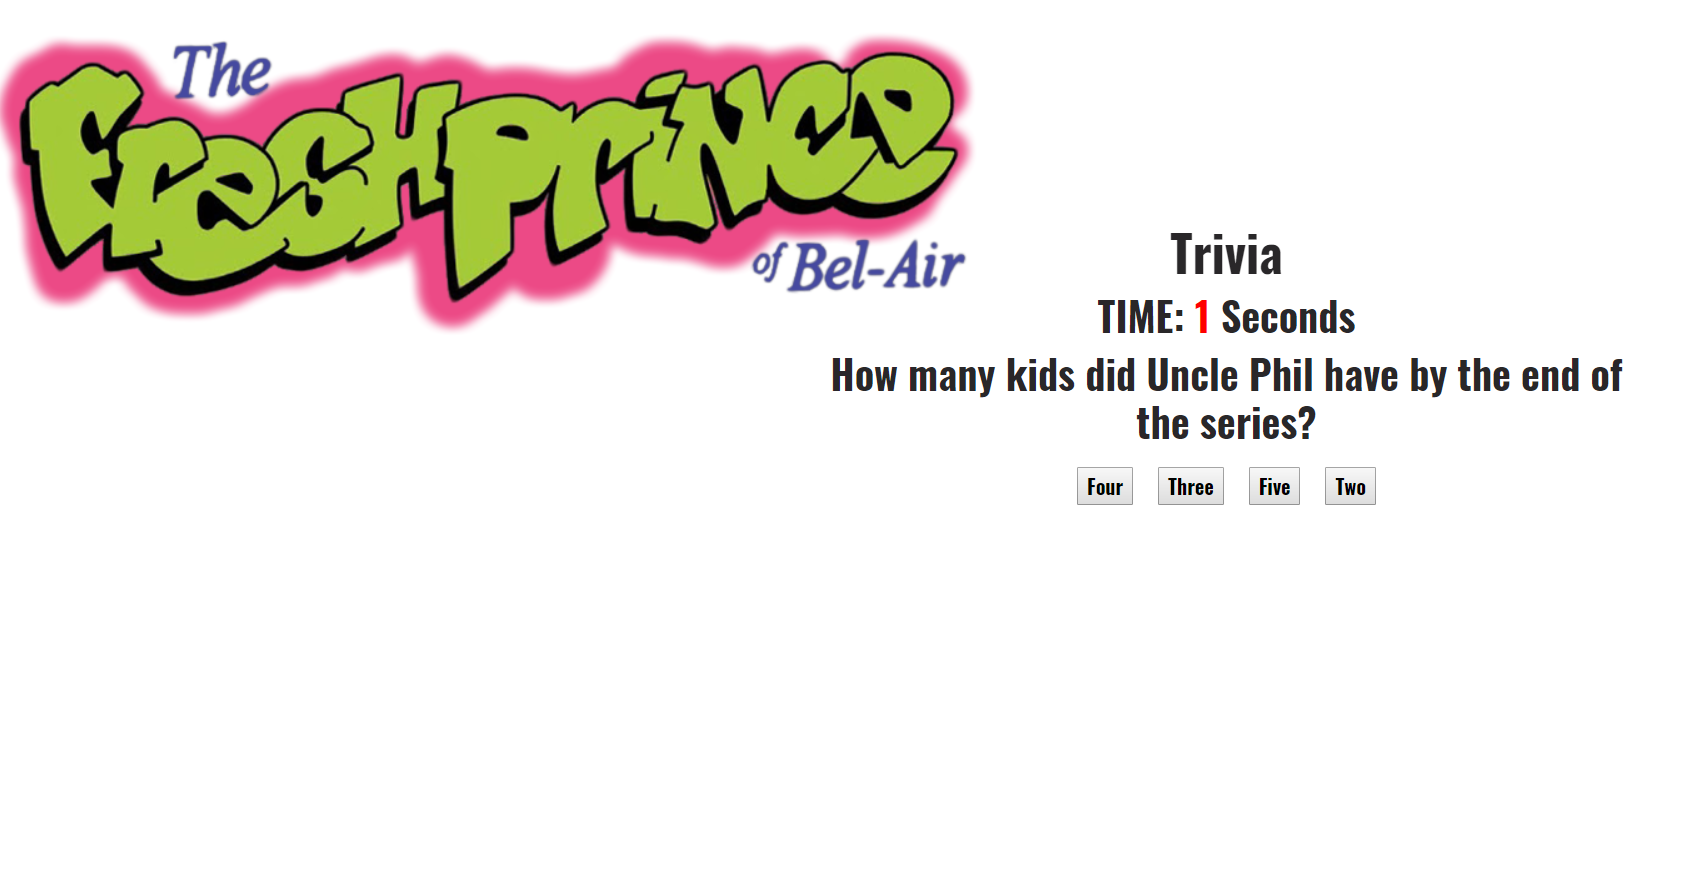 The
Fresh Prince
of Bel-Air
Trivia
TIME: 1 Seconds
How many kids did Uncle Phil have by the end of
the series?
Four Three Five Two